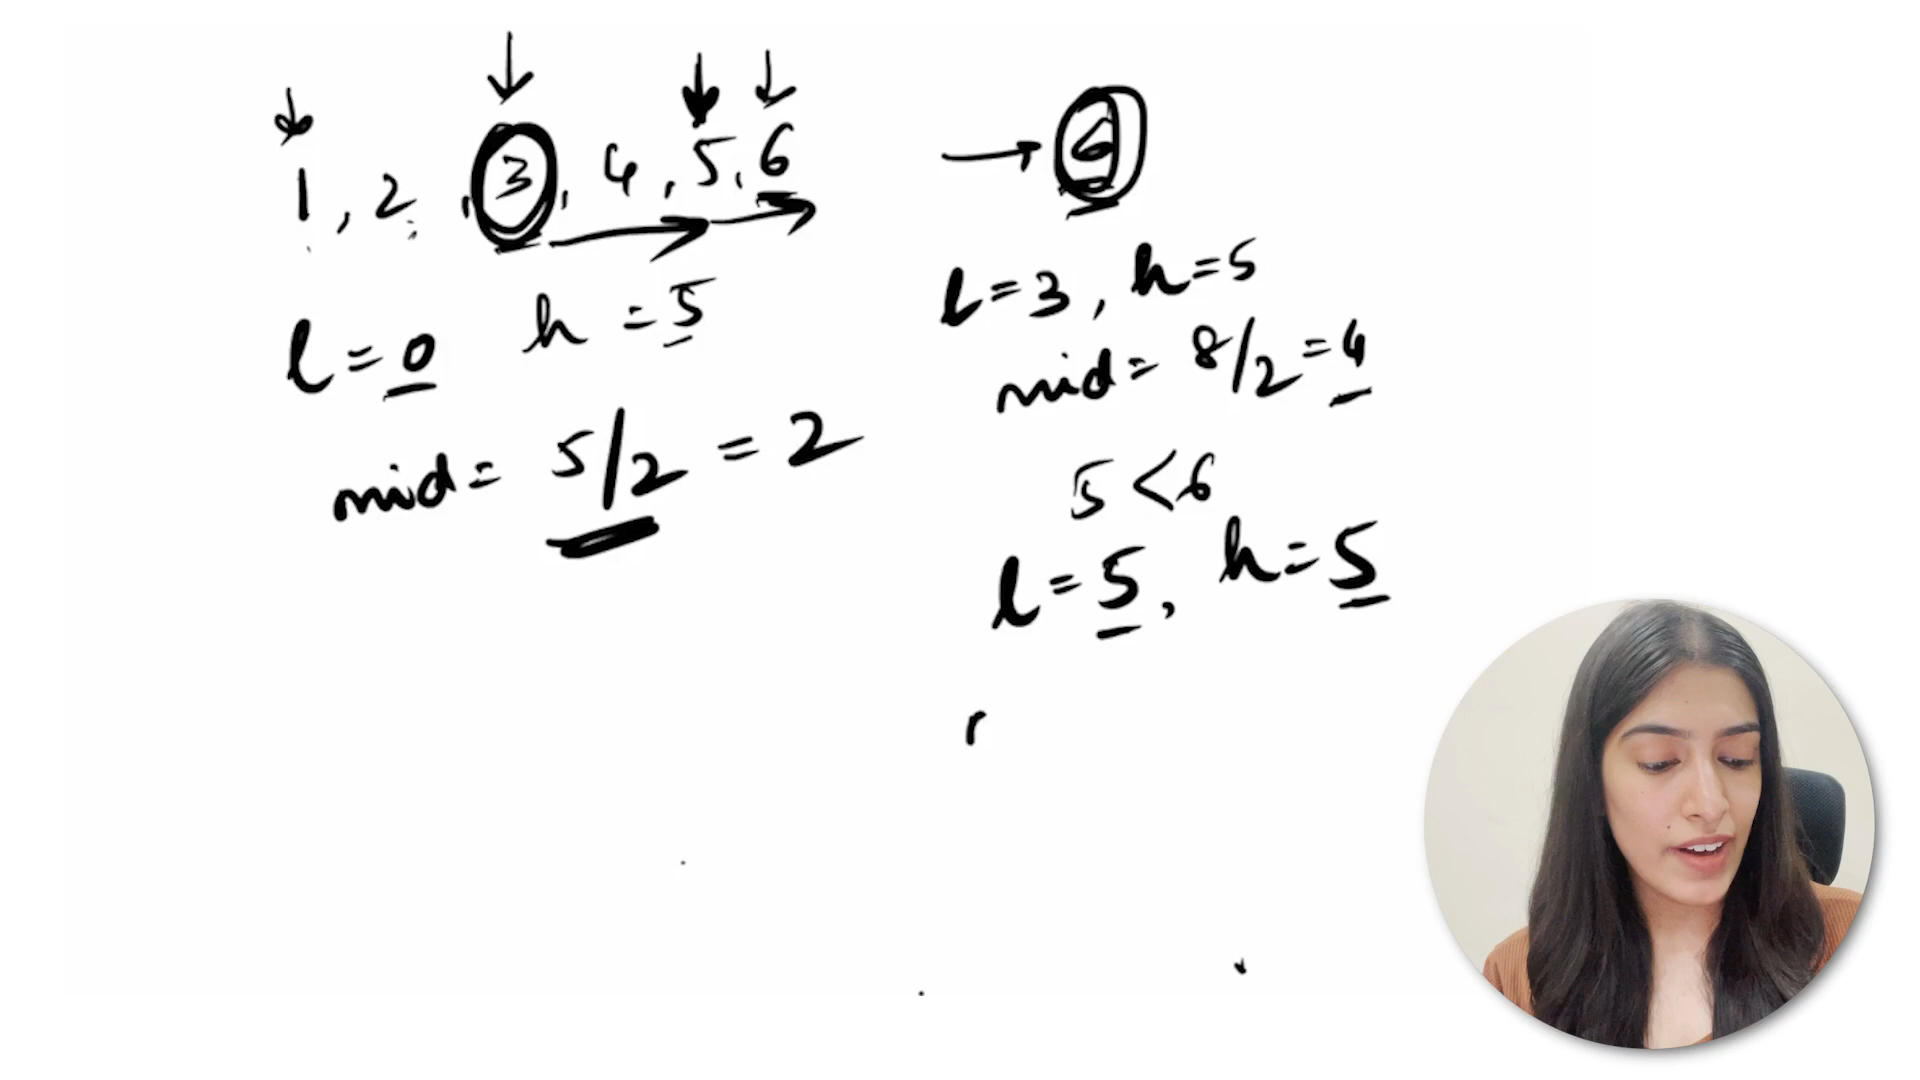 1, 2, 3, 4, 5, 6 → 6
l = 0 h = 5
mid = 5/2 = 2
l = 3, h = 5
mid = 8/2 = 4
5 < 6
l = 5, h = 5